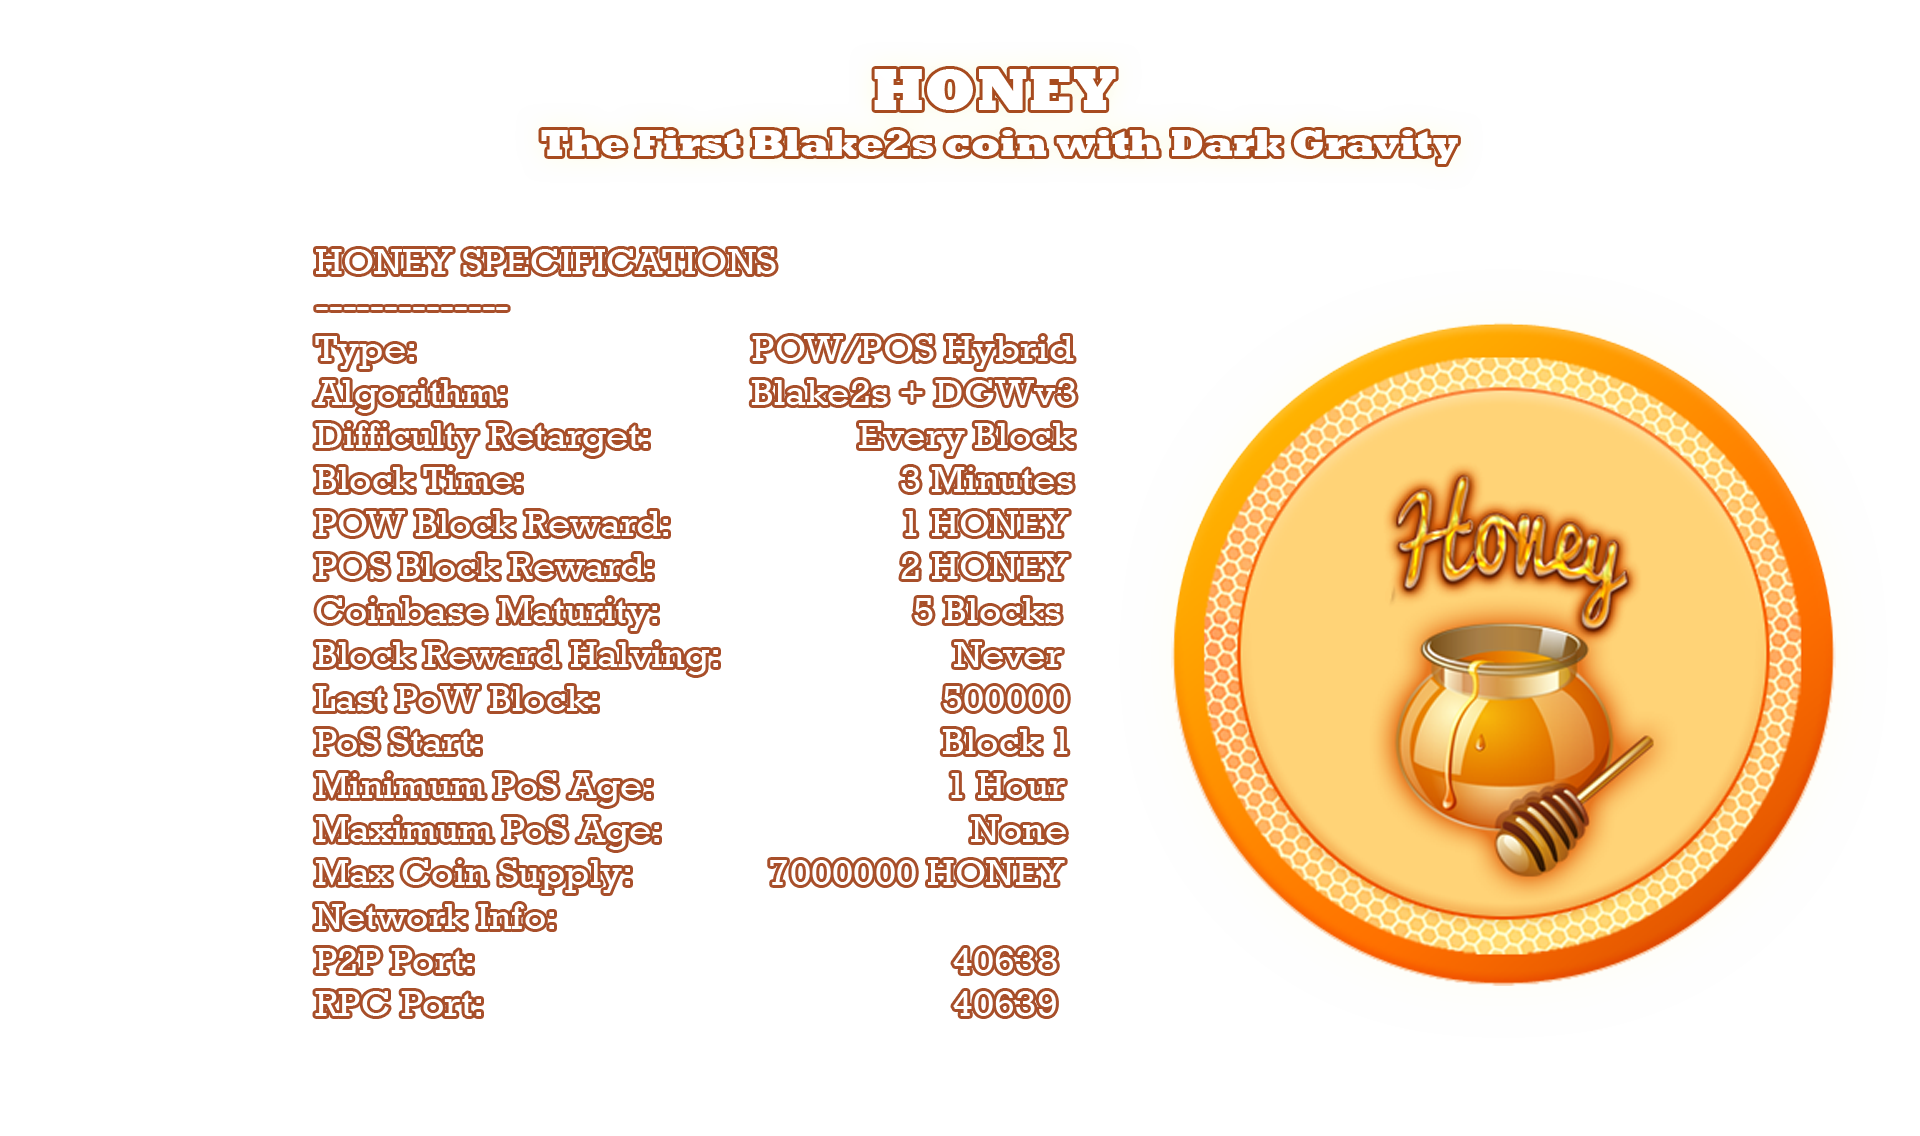 HONEY
The First Blake2s coin with Dark Gravity
HONEY SPECIFICATIONS
--------------
Type: POW/POS Hybrid
Algorithm: Blake2s + DGWv3
Difficulty Retarget: Every Block
Block Time: 3 Minutes
POW Block Reward: 1 HONEY
POS Block Reward: 2 HONEY
Coinbase Maturity: 5 Blocks
Block Reward Halving: Never
Last PoW Block: 500000
PoS Start: Block 1
Minimum PoS Age: 1 Hour
Maximum PoS Age: None
Max Coin Supply: 7000000 HONEY
Network Info:
P2P Port: 40638
RPC Port: 40639
Honey